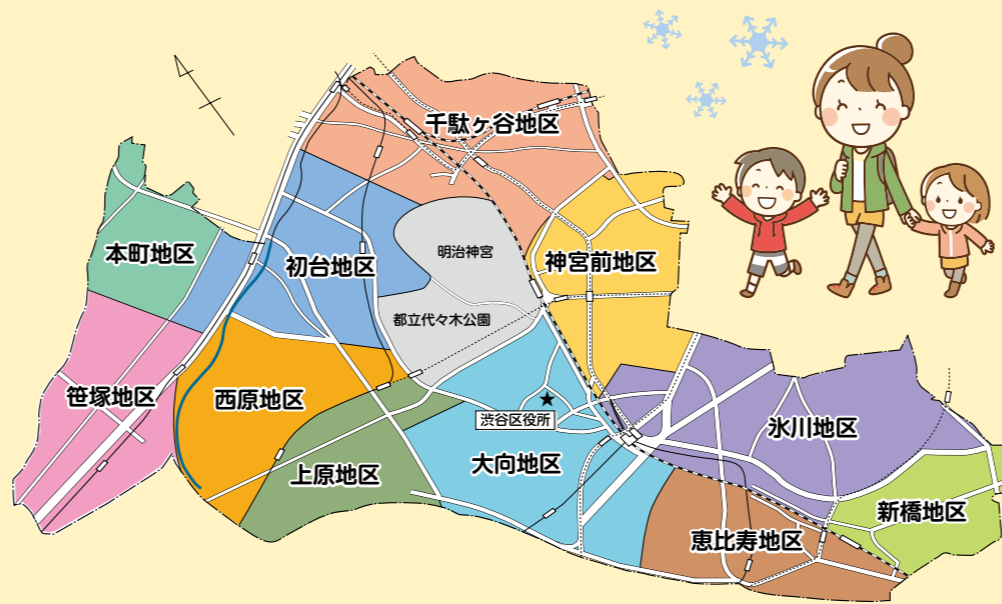 千駄ヶ谷地区
本町地区
初台地区
明治神宮
神宮前地区
都立代々木公園
笹塚地区
西原地区
渋谷区役所
氷川地区
上原地区
大向地区
新橋地区
恵比寿地区